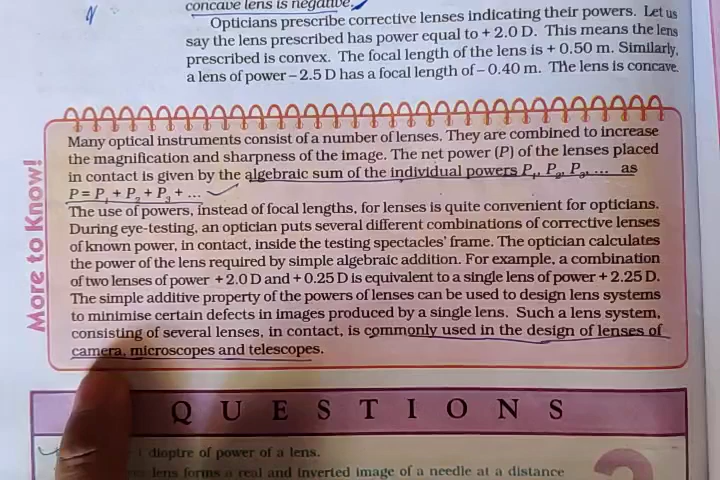 concave lens is negative.
Opticians prescribe corrective lenses indicating their powers. Let us
say the lens prescribed has power equal to + 2.0 D. This means the lens
prescribed is convex. The focal length of the lens is + 0.50 m. Similarly,
a lens of power – 2.5 D has a focal length of – 0.40 m. The lens is concave.
More to Know!
Many optical instruments consist of a number of lenses. They are combined to increase
the magnification and sharpness of the image. The net power (P) of the lenses placed
in contact is given by the algebraic sum of the individual powers P₁, P₂, P₃, … as
P = P₁ + P₂ + P₃ + …
The use of powers, instead of focal lengths, for lenses is quite convenient for opticians.
During eye-testing, an optician puts several different combinations of corrective lenses
of known power, in contact, inside the testing spectacles' frame. The optician calculates
the power of the lens required by simple algebraic addition. For example, a combination
of two lenses of power + 2.0 D and + 0.25 D is equivalent to a single lens of power + 2.25 D.
The simple additive property of the powers of lenses can be used to design lens systems
to minimise certain defects in images produced by a single lens. Such a lens system,
consisting of several lenses, in contact, is commonly used in the design of lenses of
camera, microscopes and telescopes.
QUESTIONS
dioptre of power of a lens.
lens forms a real and inverted image of a needle at a distance